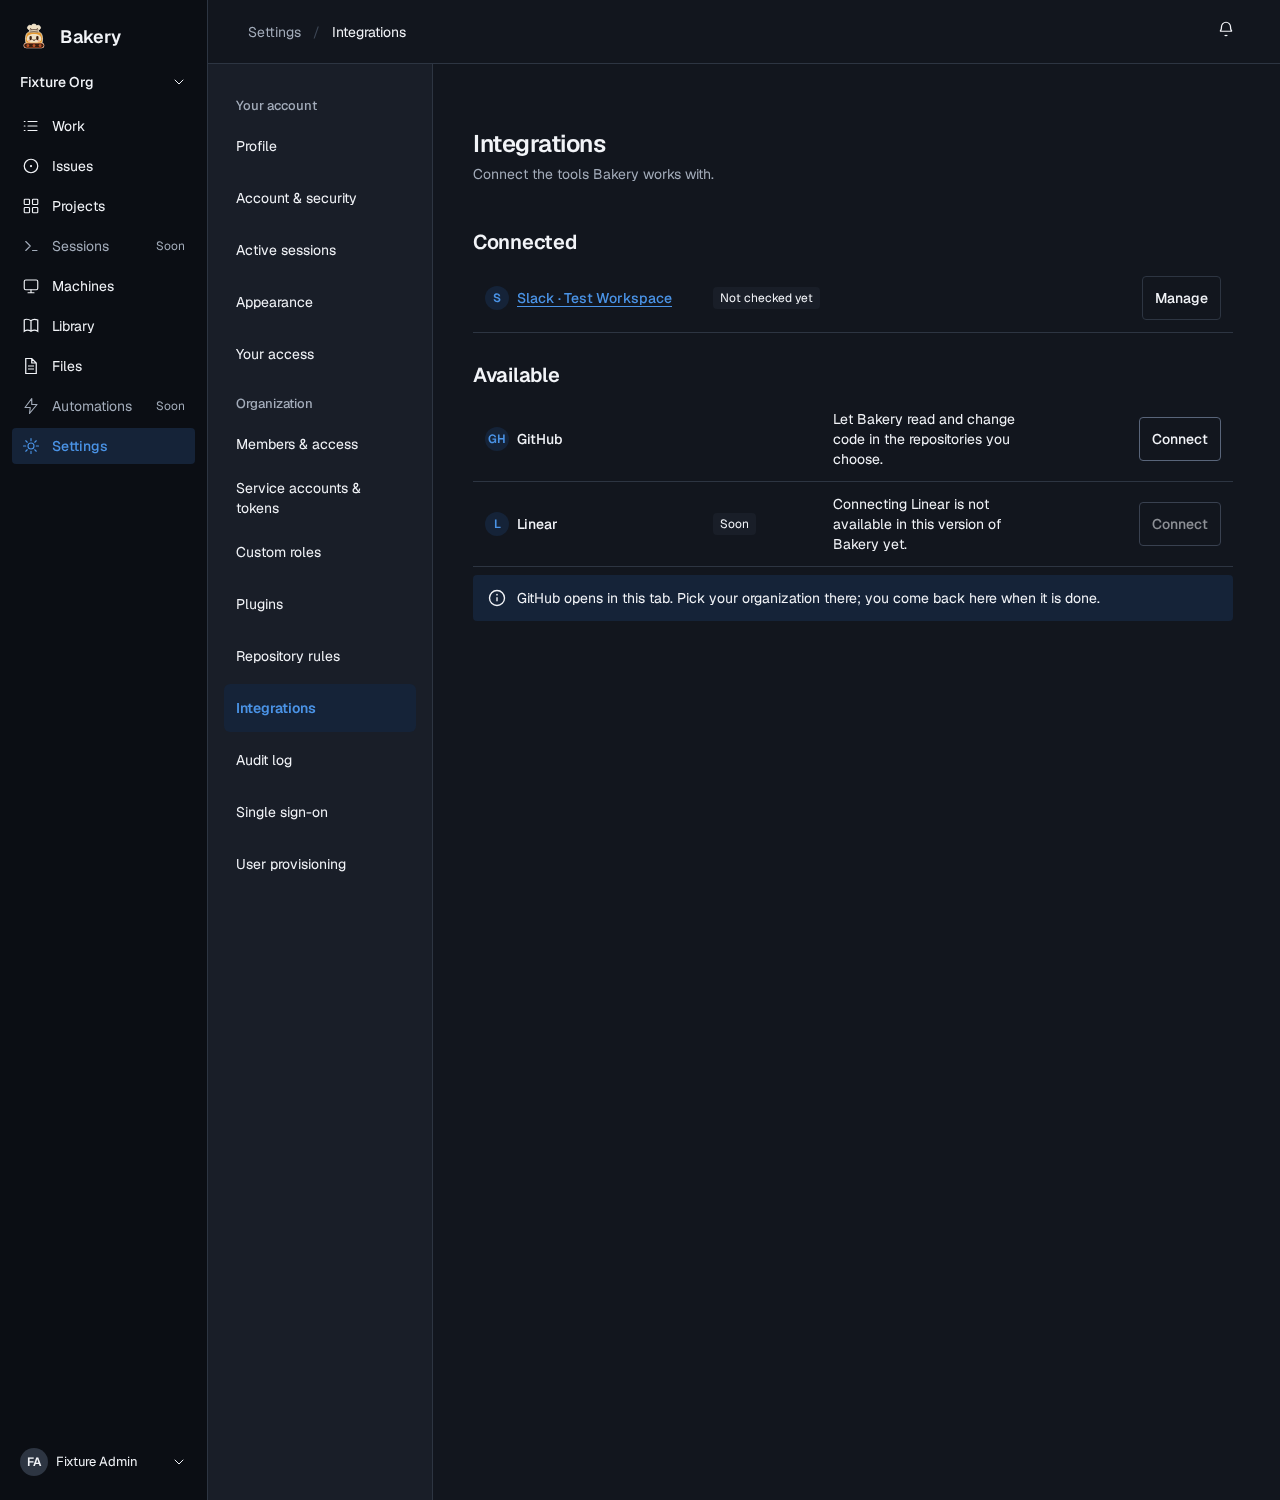 Bakery
Fixture Org
Work
Issues
Projects
Sessions Soon
Machines
Library
Files
Automations Soon
Settings
FA Fixture Admin
Settings / Integrations
Your account
Profile
Account & security
Active sessions
Appearance
Your access
Organization
Members & access
Service accounts &
tokens
Custom roles
Plugins
Repository rules
Integrations
Audit log
Single sign-on
User provisioning
Integrations
Connect the tools Bakery works with.
Connected
S Slack · Test Workspace Not checked yet Manage
Available
GH GitHub
Let Bakery read and change
code in the repositories you
choose.
Connect
L Linear Soon
Connecting Linear is not
available in this version of
Bakery yet.
Connect
GitHub opens in this tab. Pick your organization there; you come back here when it is done.